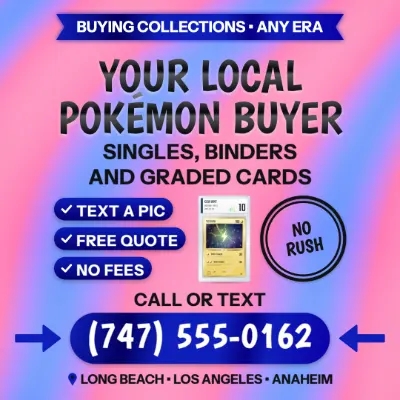 BUYING COLLECTIONS • ANY ERA
YOUR LOCAL
POKÉMON BUYER
SINGLES, BINDERS
AND GRADED CARDS
TEXT A PIC
FREE QUOTE
NO FEES
10
NO
RUSH
CALL OR TEXT
(747) 555-0162
LONG BEACH • LOS ANGELES • ANAHEIM